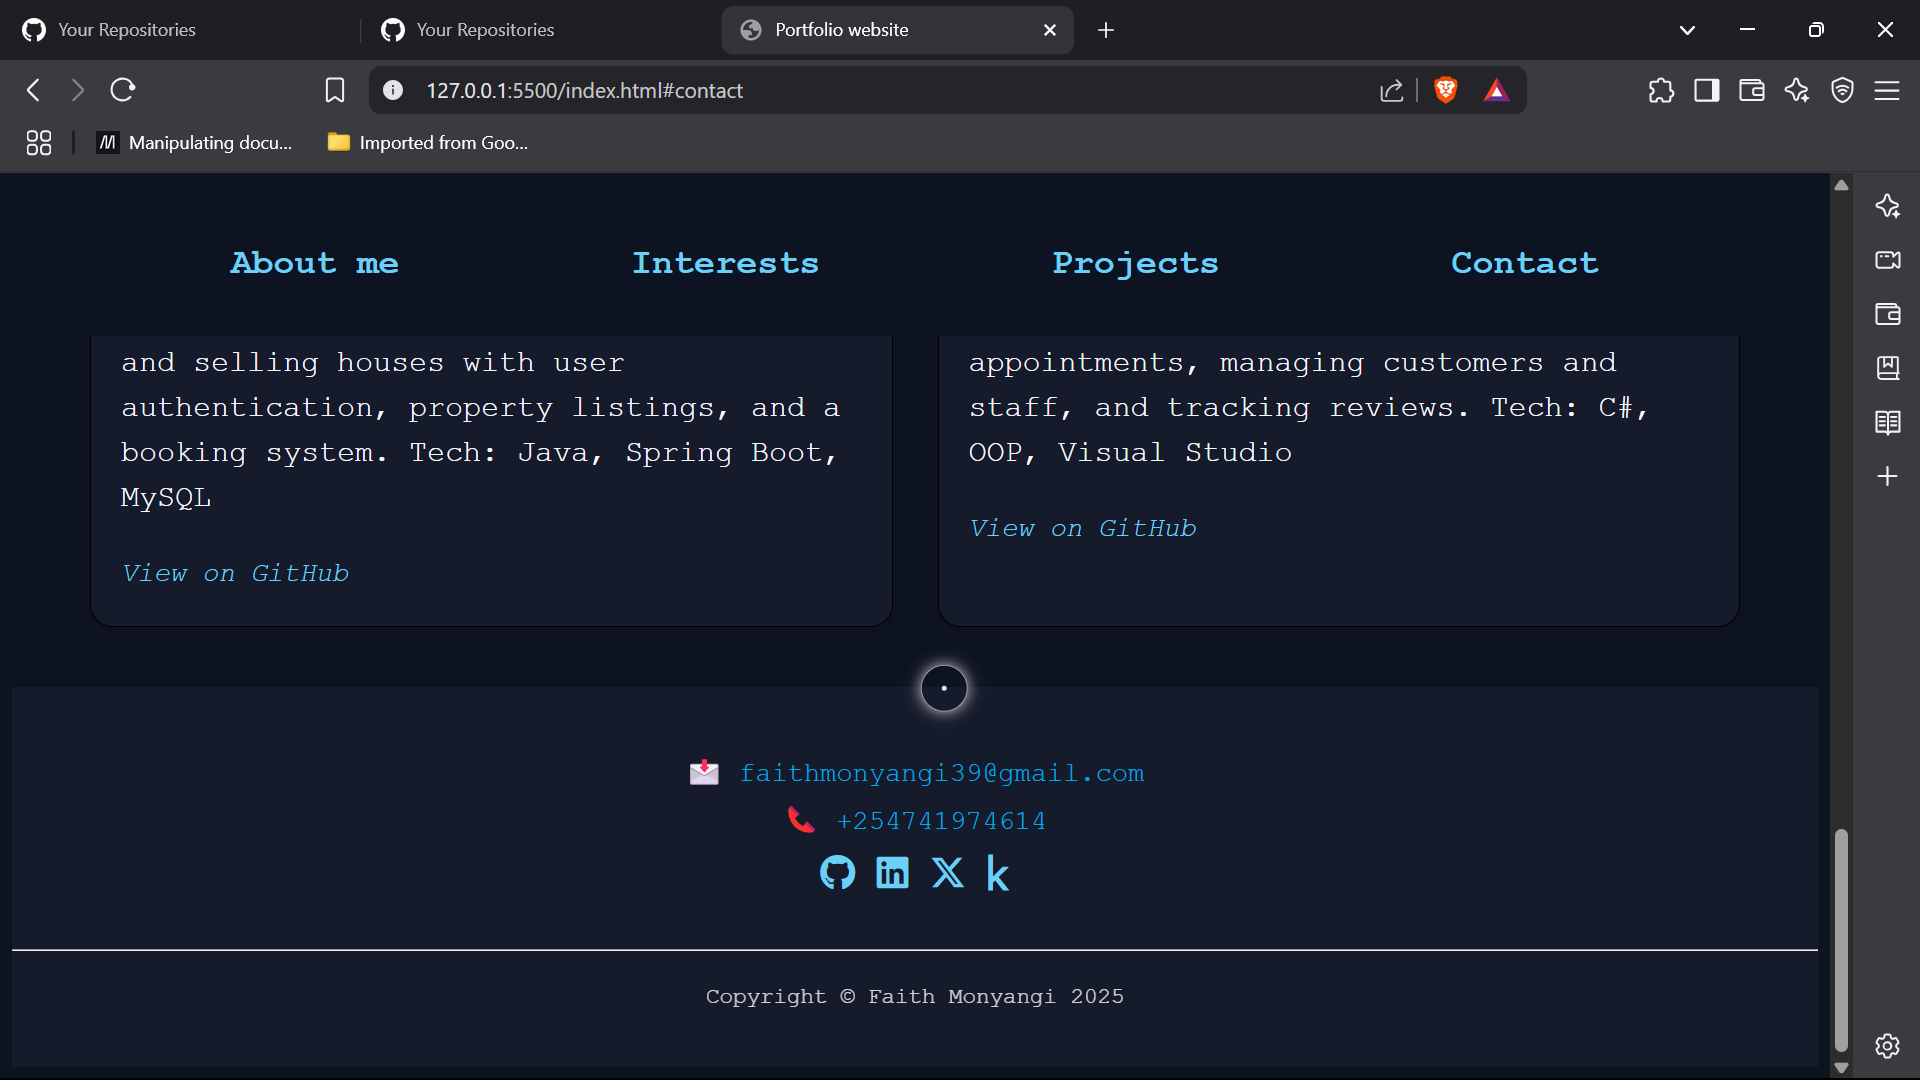 Your Repositories
Your Repositories
Portfolio website
127.0.0.1:5500/index.html#contact
Manipulating docu...
Imported from Goo...
About me
Interests
Projects
Contact
and selling houses with user
authentication, property listings, and a
booking system. Tech: Java, Spring Boot,
MySQL
View on GitHub
appointments, managing customers and
staff, and tracking reviews. Tech: C#,
OOP, Visual Studio
View on GitHub
faithmonyangi39@gmail.com
+254741974614
Copyright © Faith Monyangi 2025